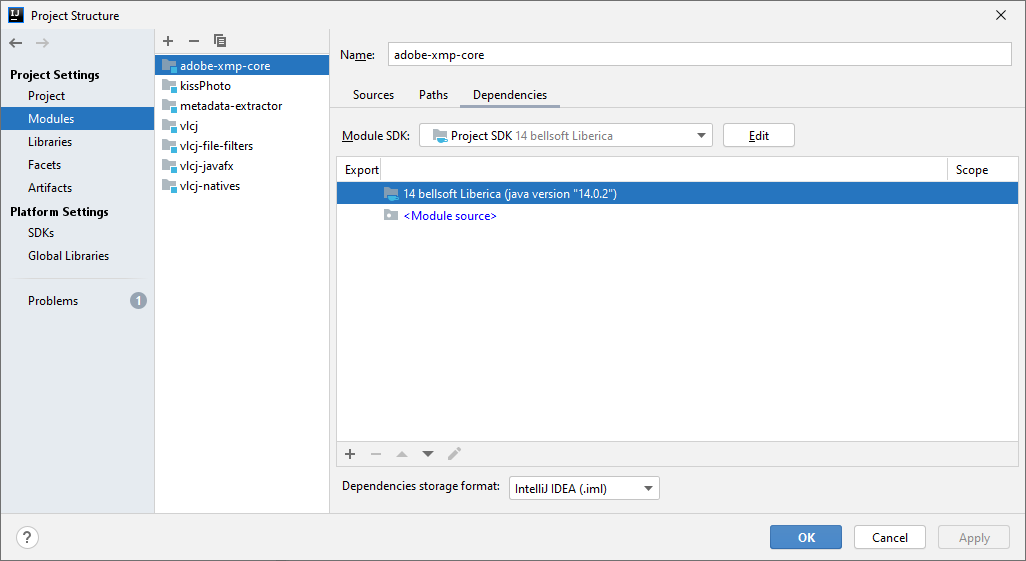 IJ Project Structure
Project Settings
Project
Modules
Libraries
Facets
Artifacts
Platform Settings
SDKs
Global Libraries
Problems 1
adobe-xmp-core
kissPhoto
metadata-extractor
vlcj
vlcj-file-filters
vlcj-javafx
vlcj-natives
Name: adobe-xmp-core
Sources Paths Dependencies
Module SDK: Project SDK 14 bellsoft Liberica Edit
Export Scope
14 bellsoft Liberica (java version "14.0.2")
<Module source>
Dependencies storage format: IntelliJ IDEA (.iml)
? OK Cancel Apply